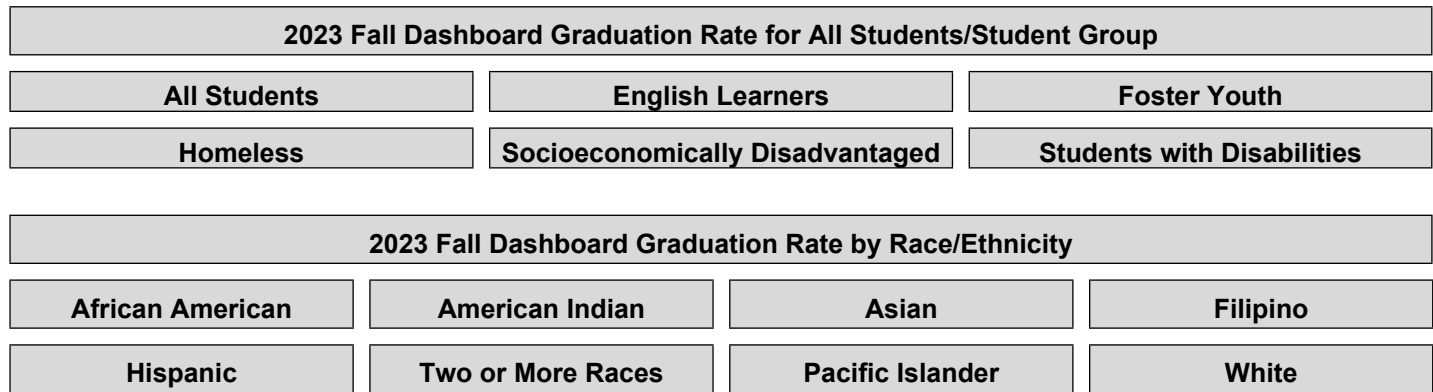 2023 Fall Dashboard Graduation Rate for All Students/Student Group
All Students English Learners Foster Youth
Homeless Socioeconomically Disadvantaged Students with Disabilities
2023 Fall Dashboard Graduation Rate by Race/Ethnicity
African American American Indian Asian Filipino
Hispanic Two or More Races Pacific Islander White